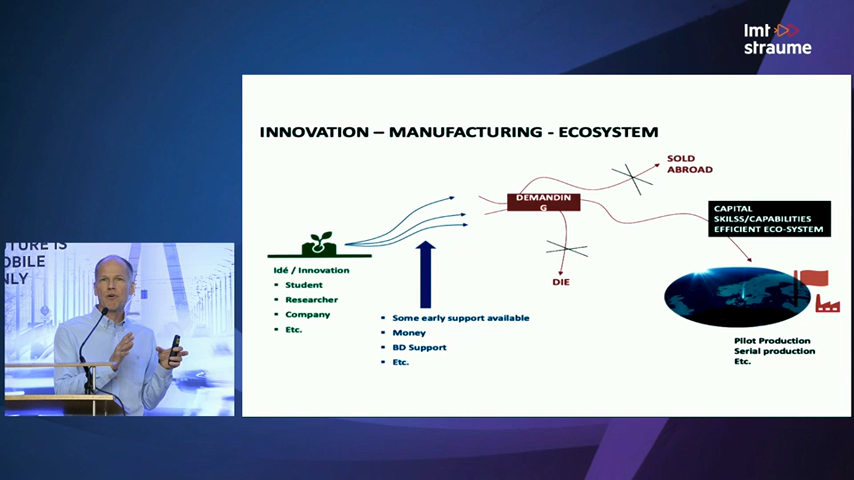 lmt
straume
INNOVATION – MANUFACTURING - ECOSYSTEM
SOLD
ABROAD
DEMANDIN
G
CAPITAL
SKILSS/CAPABILITIES
EFFICIENT ECO-SYSTEM
DIE
Idé / Innovation
▪ Student
▪ Researcher
▪ Company
▪ Etc.
▪ Some early support available
▪ Money
▪ BD Support
▪ Etc.
Pilot Production
Serial production
Etc.
TURE IS
OBILE
NLY